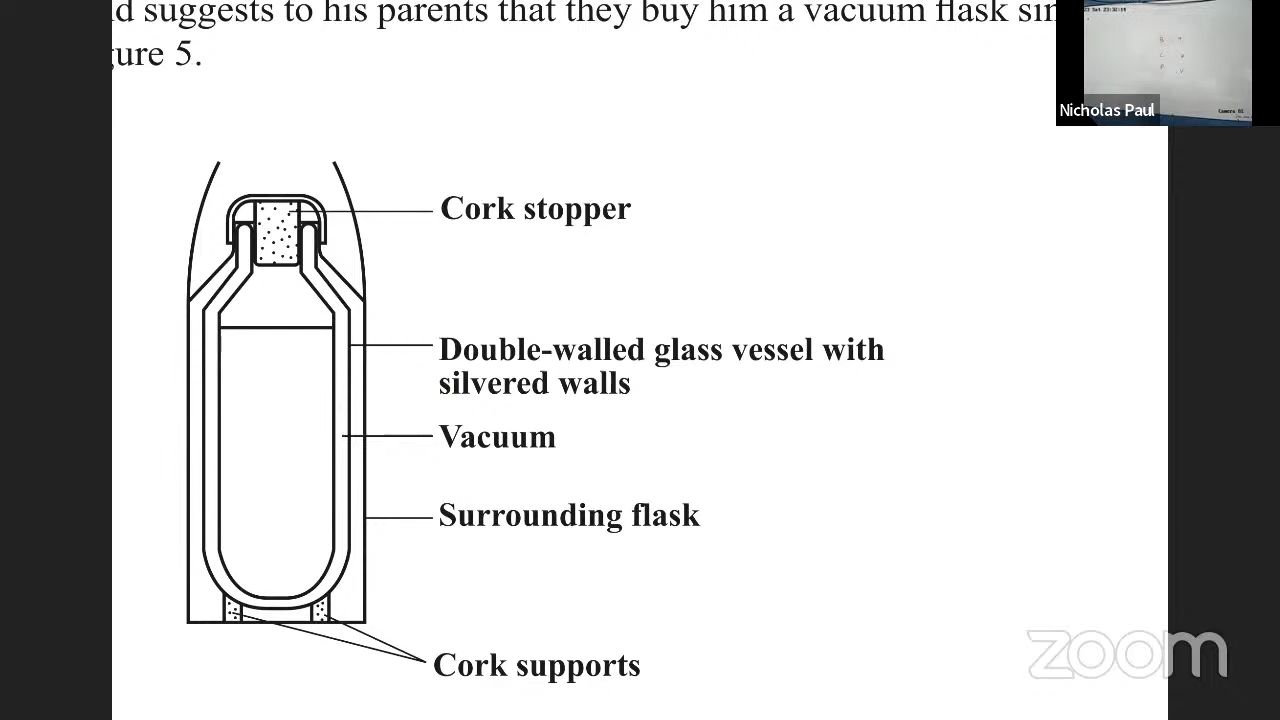 d suggests to his parents that they buy him a vacuum flask
ure 5.
Nicholas Paul
Cork stopper
Double-walled glass vessel with
silvered walls
Vacuum
Surrounding flask
Cork supports
zoom